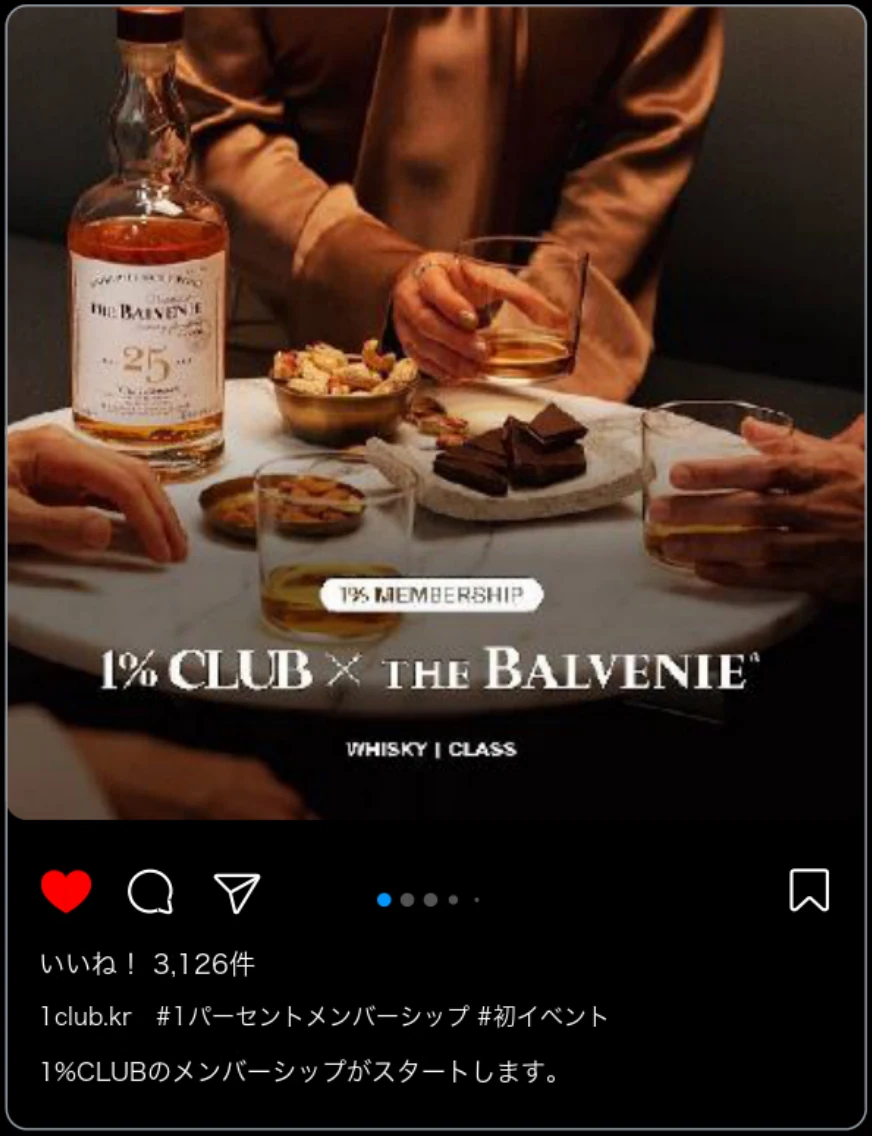 THE BALVENIE
25
1% MEMBERSHIP
1% CLUB × THE BALVENIE®
WHISKY | CLASS
いいね！ 3,126件
1club.kr #1パーセントメンバーシップ #初イベント
1%CLUBのメンバーシップがスタートします。